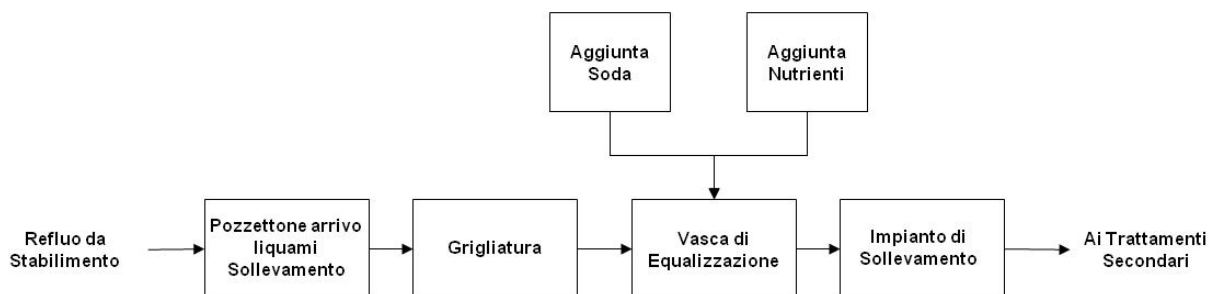 Aggiunta
Soda
Aggiunta
Nutrienti
Refluo da
Stabilimento
Pozzettone arrivo
liquami
Sollevamento
Grigliatura
Vasca di
Equalizzazione
Impianto di
Sollevamento
Ai Trattamenti
Secondari